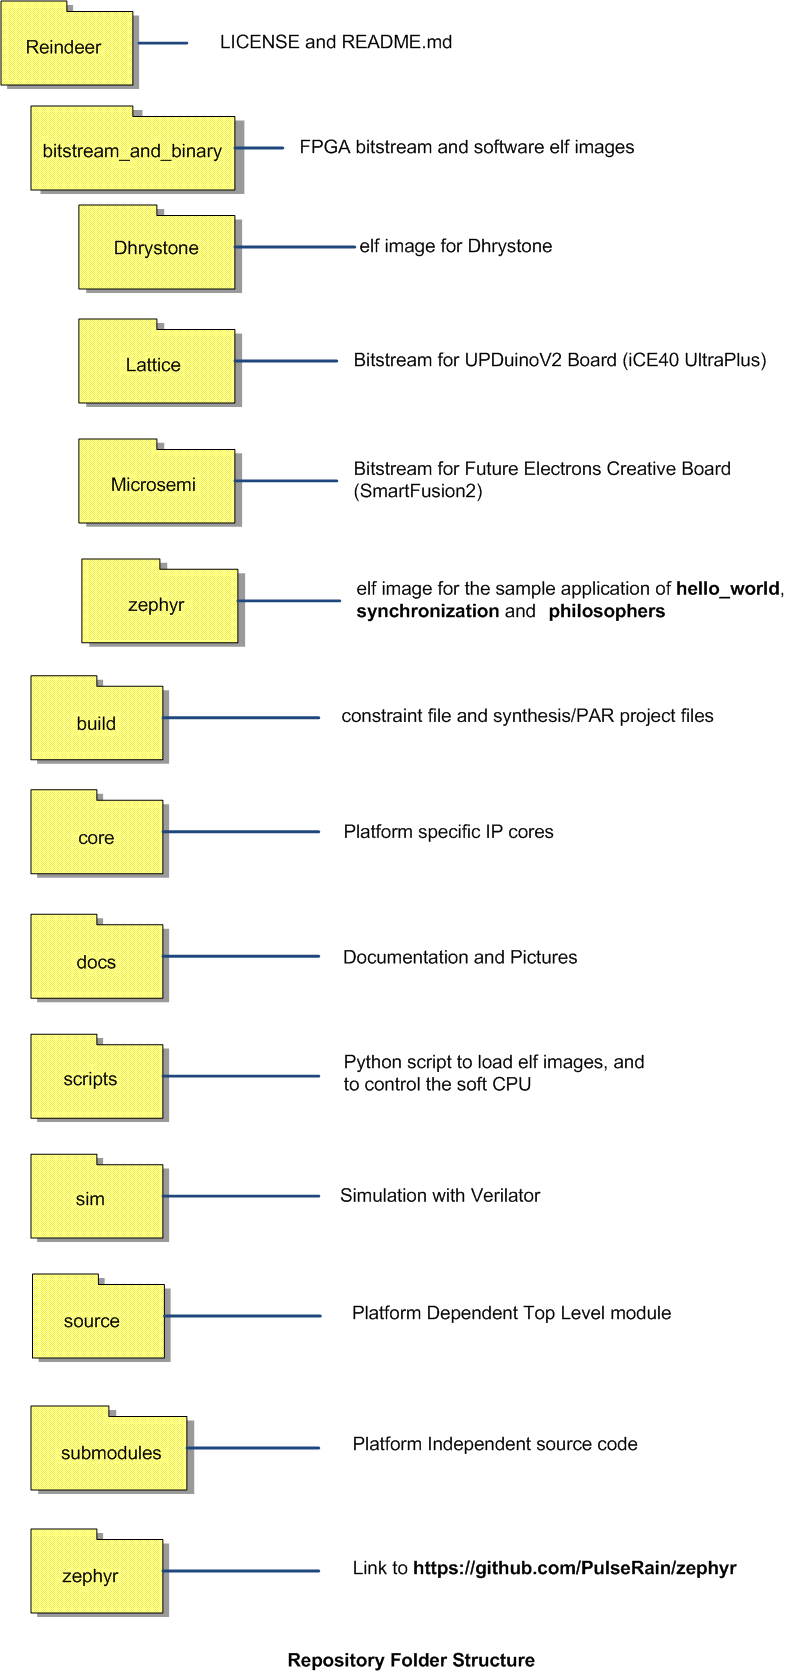 Reindeer
LICENSE and README.md
bitstream_and_binary
FPGA bitstream and software elf images
Dhrystone
elf image for Dhrystone
Lattice
Bitstream for UPDuinoV2 Board (iCE40 UltraPlus)
Microsemi
Bitstream for Future Electrons Creative Board
(SmartFusion2)
zephyr
elf image for the sample application of hello_world,
synchronization and philosophers
build
constraint file and synthesis/PAR project files
core
Platform specific IP cores
docs
Documentation and Pictures
scripts
Python script to load elf images, and
to control the soft CPU
sim
Simulation with Verilator
source
Platform Dependent Top Level module
submodules
Platform Independent source code
zephyr
Link to https://github.com/PulseRain/zephyr
Repository Folder Structure